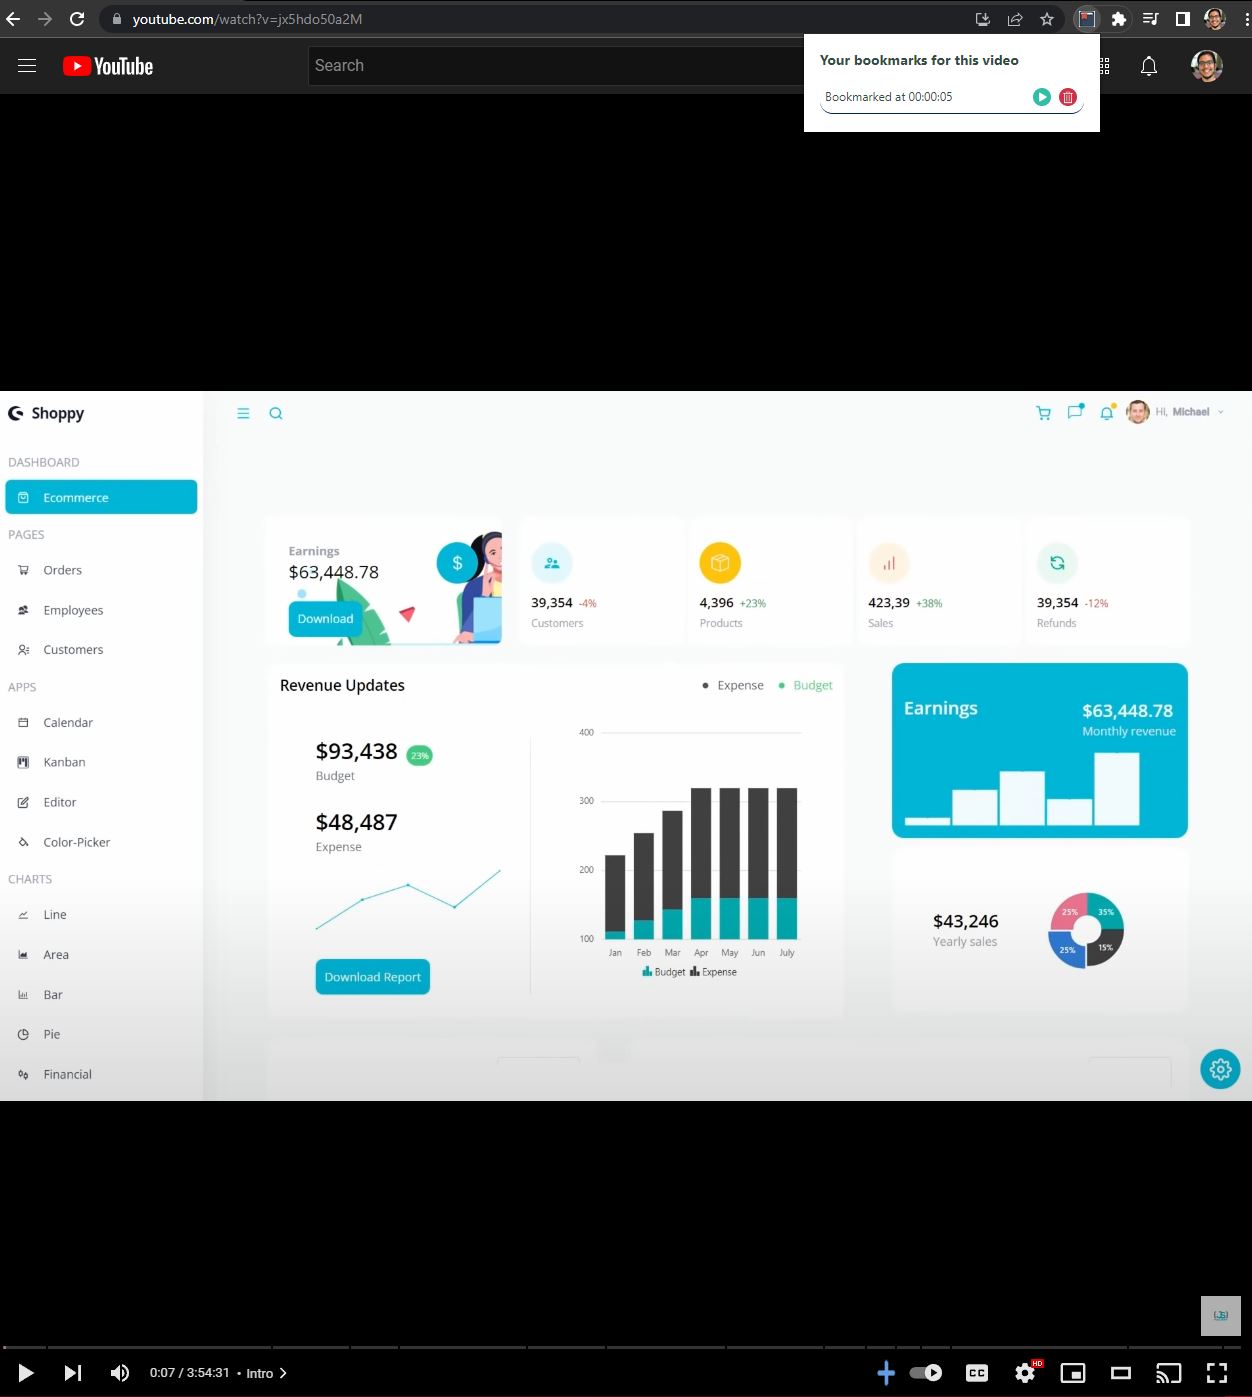 youtube.com/watch?v=jx5hdo50a2M
YouTube
Search
Your bookmarks for this video
Bookmarked at 00:00:05
Shoppy
Hi, Michael
DASHBOARD
Ecommerce
PAGES
Orders
Employees
Customers
APPS
Calendar
Kanban
Editor
Color-Picker
CHARTS
Line
Area
Bar
Pie
Financial
Earnings
$63,448.78
$
Download
39,354 -4%
Customers
4,396 +23%
Products
423,39 +38%
Sales
39,354 -12%
Refunds
Revenue Updates
Expense Budget
$93,438 23%
Budget
$48,487
Expense
Download Report
400
300
200
100
Jan Feb Mar Apr May Jun July
Budget Expense
Earnings
$63,448.78
Monthly revenue
$43,246
Yearly sales
25% 35%
25% 15%
{JS}
0:07 / 3:54:31 • Intro
CC
HD